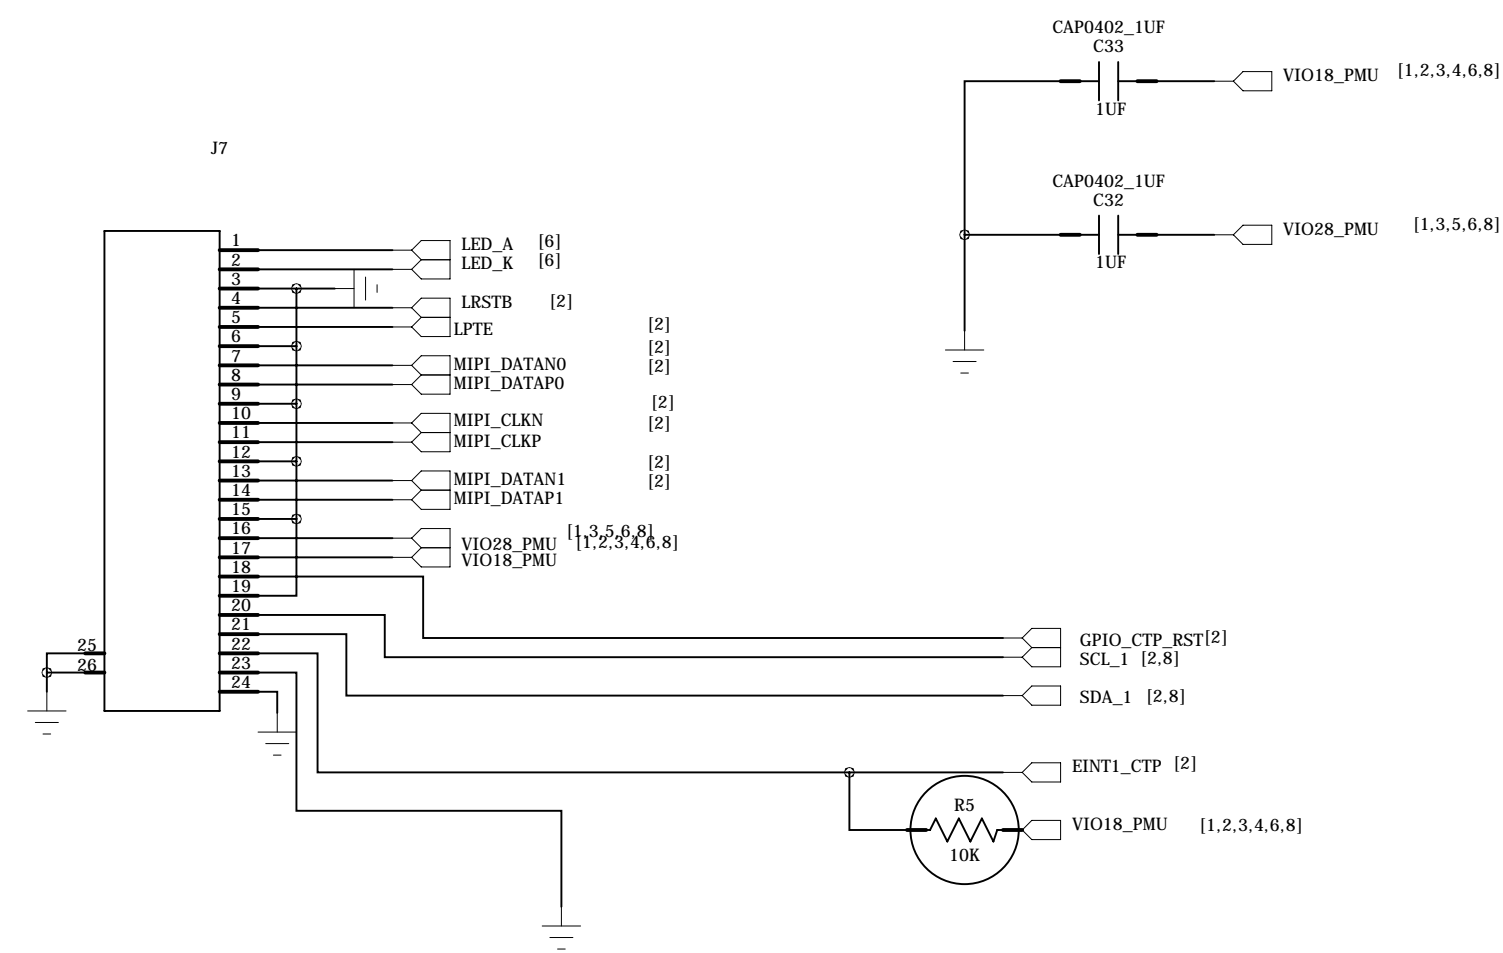 CAP0402_1UF
C33
VIO18_PMU [1,2,3,4,6,8]
1UF
J7
CAP0402_1UF
C32
VIO28_PMU [1,3,5,6,8]
1UF
1 LED_A [6]
2 LED_K [6]
3
4 LRSTB [2]
5 LPTE [2]
6 [2]
7 MIPI_DATAN0 [2]
8 MIPI_DATAP0
9 [2]
10 MIPI_CLKN [2]
11 MIPI_CLKP
12 [2]
13 MIPI_DATAN1 [2]
14 MIPI_DATAP1
15
16 VIO28_PMU [1,3,5,6,8]
17 VIO18_PMU [1,2,3,4,6,8]
18
19
20
21
22
23
24
25
26
GPIO_CTP_RST[2]
SCL_1 [2,8]
SDA_1 [2,8]
EINT1_CTP [2]
R5
VIO18_PMU [1,2,3,4,6,8]
10K